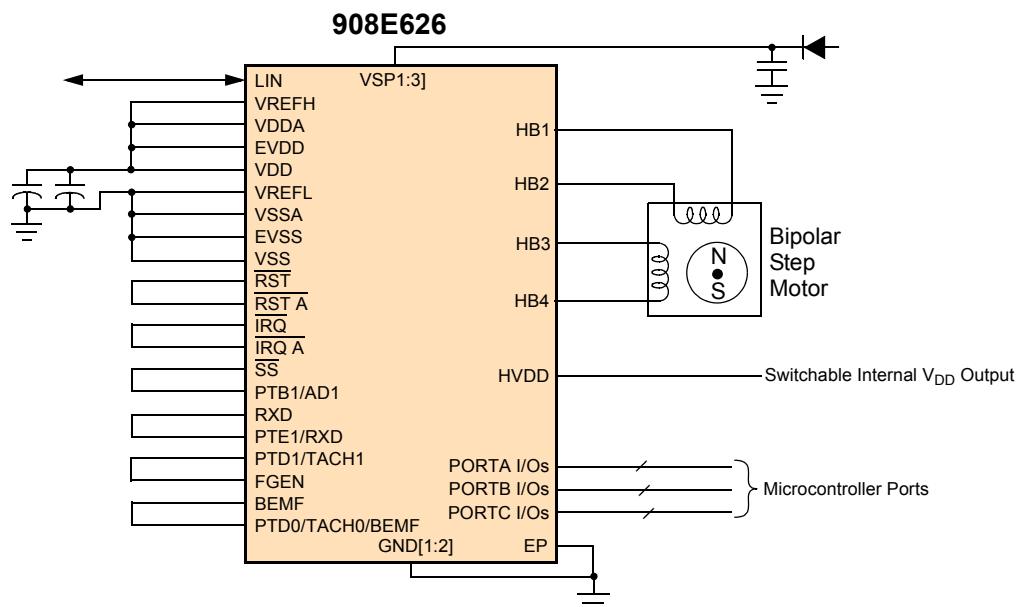 908E626
VSP1:3]
LIN
VREFH
VDDA
EVDD
VDD
VREFL
VSSA
EVSS
VSS
RST
RST A
IRQ
IRQ A
SS
PTB1/AD1
RXD
PTE1/RXD
PTD1/TACH1
FGEN
BEMF
PTD0/TACH0/BEMF
GND[1:2]
HB1
HB2
HB3
HB4
HVDD
PORTA I/Os
PORTB I/Os
PORTC I/Os
EP
N
S
Bipolar
Step
Motor
Switchable Internal VDD Output
Microcontroller Ports